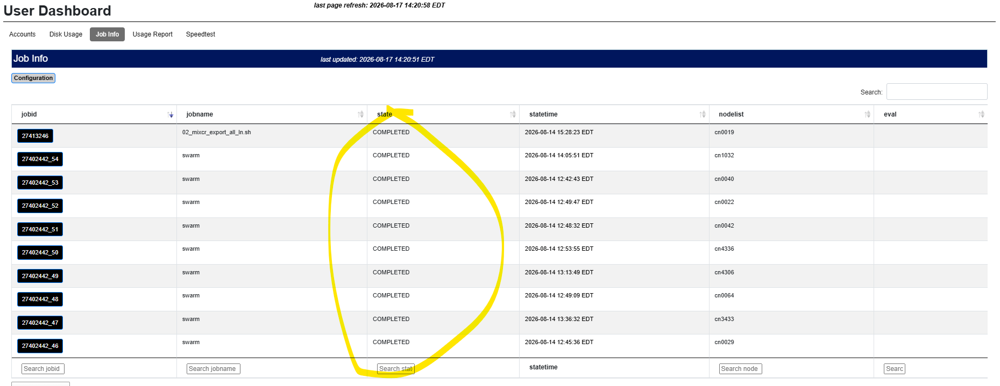 User Dashboard
last page refresh: 2026-08-17 14:20:58 EDT
Accounts Disk Usage Job Info Usage Report Speedtest
Job Info last updated: 2026-08-17 14:20:51 EDT
Configuration
Search:
jobid jobname state statetime nodelist eval
27413246 02_mixcr_export_all_ln.sh COMPLETED 2026-08-14 15:28:23 EDT cn0019
27402442_54 swarm COMPLETED 2026-08-14 14:05:51 EDT cn1032
27402442_53 swarm COMPLETED 2026-08-14 12:42:43 EDT cn0040
27402442_52 swarm COMPLETED 2026-08-14 12:49:47 EDT cn0022
27402442_51 swarm COMPLETED 2026-08-14 12:48:32 EDT cn0042
27402442_50 swarm COMPLETED 2026-08-14 12:53:55 EDT cn4336
27402442_49 swarm COMPLETED 2026-08-14 13:13:49 EDT cn4306
27402442_48 swarm COMPLETED 2026-08-14 12:49:09 EDT cn0064
27402442_47 swarm COMPLETED 2026-08-14 13:36:32 EDT cn3433
27402442_46 swarm COMPLETED 2026-08-14 12:45:36 EDT cn0029
Search jobid Search jobname Search stat statetime Search node Searc